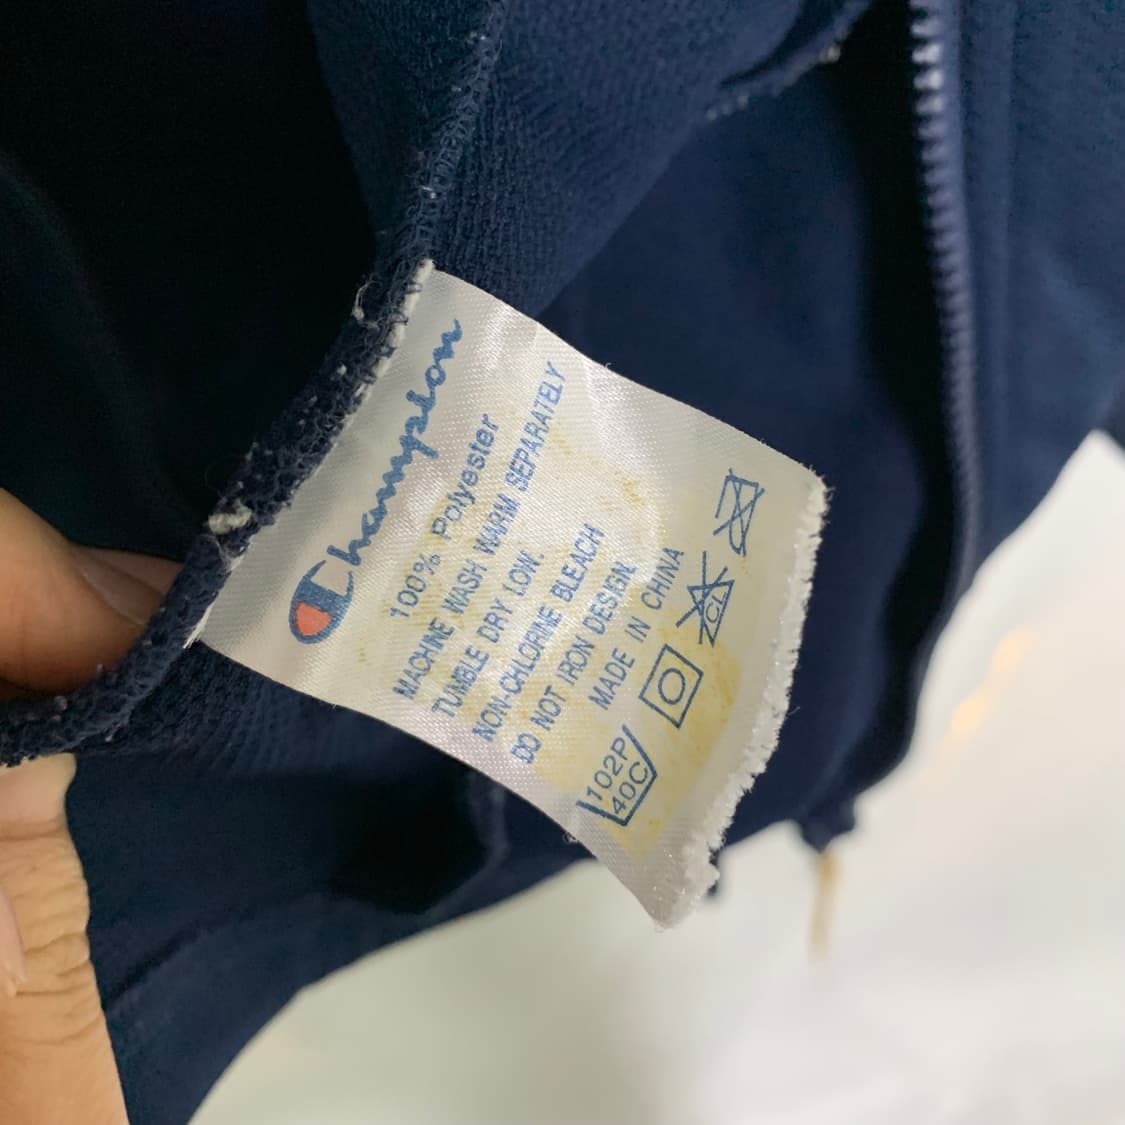 Champion
100% Polyester
MACHINE WASH WARM SEPARATELY
TUMBLE DRY LOW.
NON-CHLORINE BLEACH
DO NOT IRON DESIGN.
MADE IN CHINA
102P
40C
CL